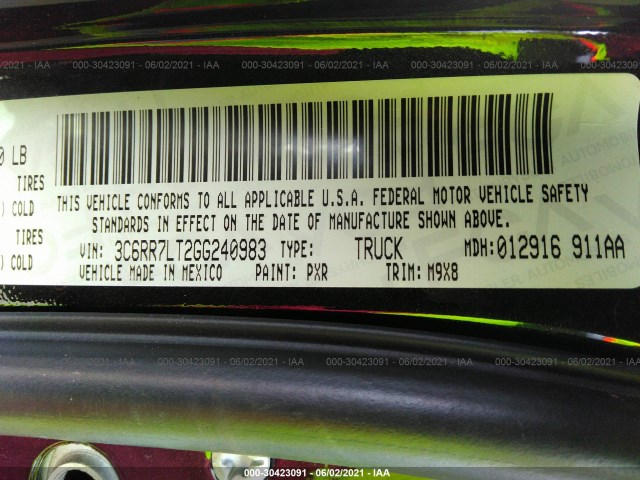 000-30423091 - 06/02/2021 - IAA
0 LB
TIRES
COLD
TIRES
COLD
THIS VEHICLE CONFORMS TO ALL APPLICABLE U.S.A. FEDERAL MOTOR VEHICLE SAFETY
STANDARDS IN EFFECT ON THE DATE OF MANUFACTURE SHOWN ABOVE.
VIN: 3C6RR7LT2GG240983 TYPE: TRUCK MDH:012916 911AA
VEHICLE MADE IN MEXICO PAINT: PXR TRIM: M9X8
000-30423091 - 06/02/2021 - IAA
000-30423091 - 06/02/2021 - IAA